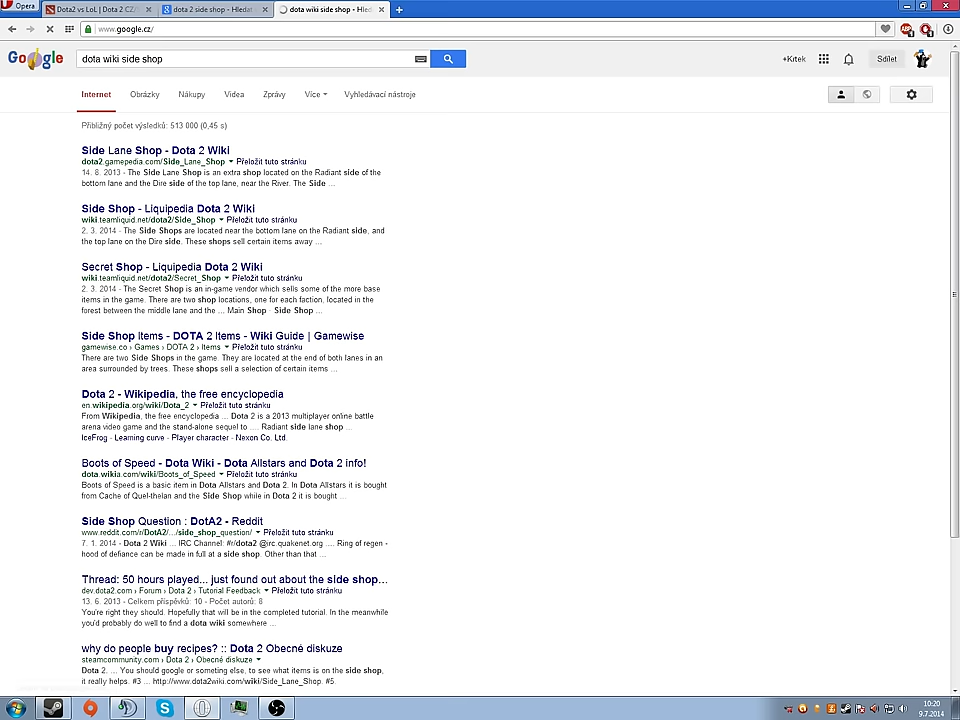 Opera
Dota2 vs LoL | Dota 2 CZ/
dota 2 side shop - Hledat
dota wiki side shop - Hle
www.google.cz/
Google
dota wiki side shop
+Kitek
Sdílet
Internet
Obrázky
Nákupy
Videa
Zprávy
Více
Vyhledávací nástroje
Přibližný počet výsledků: 513 000 (0,45 s)
Side Lane Shop - Dota 2 Wiki
dota2.gamepedia.com/Side_Lane_Shop Přeložit tuto stránku
14. 8. 2013 - The Side Lane Shop is an extra shop located on the Radiant side of the
bottom lane and the Dire side of the top lane, near the River. The Side ...
Side Shop - Liquipedia Dota 2 Wiki
wiki.teamliquid.net/dota2/Side_Shop Přeložit tuto stránku
2. 3. 2014 - The Side Shops are located near the bottom lane on the Radiant side, and
the top lane on the Dire side. These shops sell certain items away ...
Secret Shop - Liquipedia Dota 2 Wiki
wiki.teamliquid.net/dota2/Secret_Shop Přeložit tuto stránku
2. 3. 2014 - The Secret Shop is an in-game vendor which sells some of the more base
items in the game. There are two shop locations, one for each faction, located in the
forest between the middle lane and the ... Main Shop · Side Shop ...
Side Shop Items - DOTA 2 Items - Wiki Guide | Gamewise
gamewise.co › Games › DOTA 2 › Items Přeložit tuto stránku
There are two Side Shops in the game. They are located at the end of both lanes in an
area surrounded by trees. These shops sell a selection of certain items ...
Dota 2 - Wikipedia, the free encyclopedia
en.wikipedia.org/wiki/Dota_2 Přeložit tuto stránku
From Wikipedia, the free encyclopedia ... Dota 2 is a 2013 multiplayer online battle
arena video game and the stand-alone sequel to .... Radiant side lane shop ...
IceFrog - Learning curve - Player character - Nexon Co. Ltd.
Boots of Speed - Dota Wiki - Dota Allstars and Dota 2 info!
dota.wikia.com/wiki/Boots_of_Speed Přeložit tuto stránku
Boots of Speed is a basic item in Dota Allstars and Dota 2. In Dota Allstars it is bought
from Cache of Quel-thelan and the Side Shop while in Dota 2 it is bought ...
Side Shop Question : DotA2 - Reddit
www.reddit.com/r/DotA2/.../side_shop_question/ Přeložit tuto stránku
7. 1. 2014 - Dota 2 Wiki ... IRC Channel: #r/dota2 @irc.quakenet.org .... Ring of regen -
hood of defiance can be made in full at a side shop. Other than that ...
Thread: 50 hours played... just found out about the side shop...
dev.dota2.com › Forum › Dota 2 › Tutorial Feedback Přeložit tuto stránku
13. 6. 2013 - Celkem příspěvků: 10 - Počet autorů: 8
You're right they should. Hopefully that will be in the completed tutorial. In the meanwhile
you'd probably do well to find a dota wiki somewhere ...
why do people buy recipes? :: Dota 2 Obecné diskuze
steamcommunity.com › Dota 2 › Obecné diskuze
Dota 2. ... You should google or someting else, to see what items is on the side shop,
it really helps. #3 ... http://www.dota2wiki.com/wiki/Side_Lane_Shop. #5.
10:20
9.7.2014